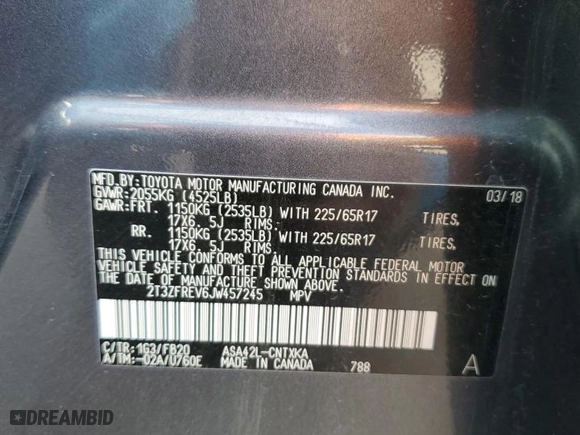 MFD.BY:TOYOTA MOTOR MANUFACTURING CANADA INC. 03/18
GVWR:2055KG (4525LB)
GAWR:FRT. 1150KG (2535LB) WITH 225/65R17 TIRES,
17X6 .5J RIMS.
RR. 1150KG (2535LB) WITH 225/65R17 TIRES,
17X6 .5J RIMS.
THIS VEHICLE CONFORMS TO ALL APPLICABLE FEDERAL MOTOR
VEHICLE SAFETY AND THEFT PREVENTION STANDARDS IN EFFECT
ON THE DATE OF MANUFACTURE SHOWN ABOVE.
2T3ZFREV6JW457245 MPV
C/TR: 1G3/FB20 ASA42L-CNTXKA
A/TM:-02A/0760E MADE IN CANADA 788 A
DREAMBID